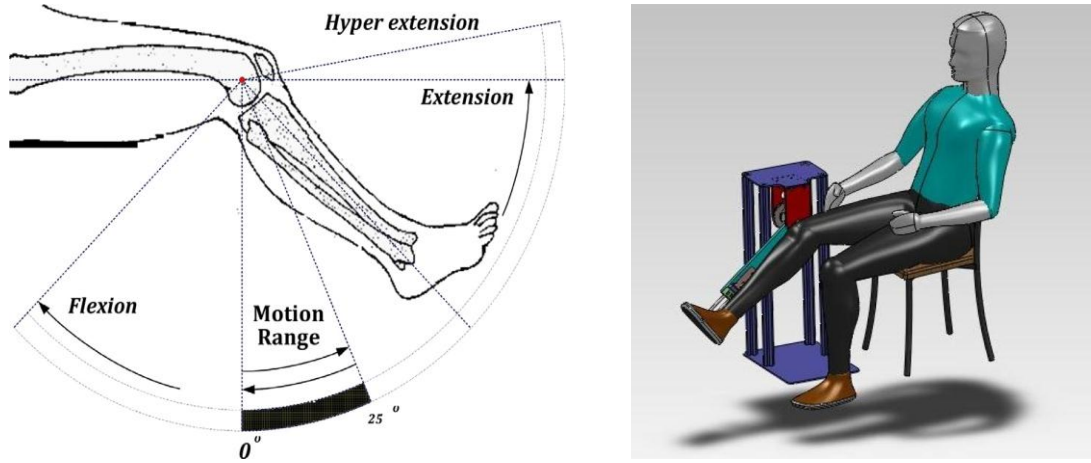 Hyper extension
Extension
Flexion
Motion
Range
25 º
0º